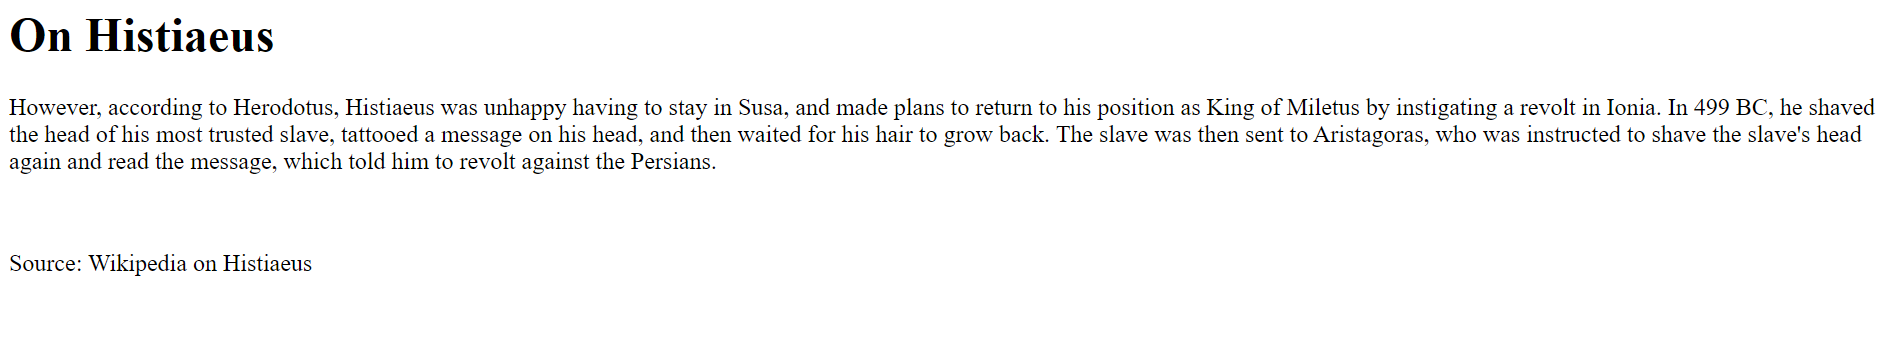 On Histiaeus
However, according to Herodotus, Histiaeus was unhappy having to stay in Susa, and made plans to return to his position as King of Miletus by instigating a revolt in Ionia. In 499 BC, he shaved
the head of his most trusted slave, tattooed a message on his head, and then waited for his hair to grow back. The slave was then sent to Aristagoras, who was instructed to shave the slave's head
again and read the message, which told him to revolt against the Persians.
Source: Wikipedia on Histiaeus